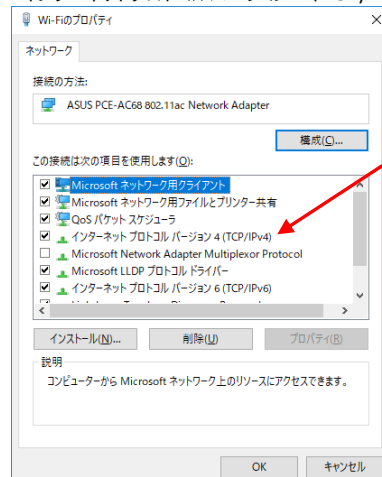 Wi-Fiのプロパティ
ネットワーク
接続の方法:
ASUS PCE-AC68 802.11ac Network Adapter
構成(C)...
この接続は次の項目を使用します(O):
Microsoft ネットワーク用クライアント
Microsoft ネットワーク用ファイルとプリンター共有
QoS パケット スケジューラ
インターネット プロトコル バージョン 4 (TCP/IPv4)
Microsoft Network Adapter Multiplexor Protocol
Microsoft LLDP プロトコル ドライバー
インターネット プロトコル バージョン 6 (TCP/IPv6)
インストール(N)... 削除(U) プロパティ(R)
説明
コンピューターから Microsoft ネットワーク上のリソースにアクセスできます。
OK キャンセル